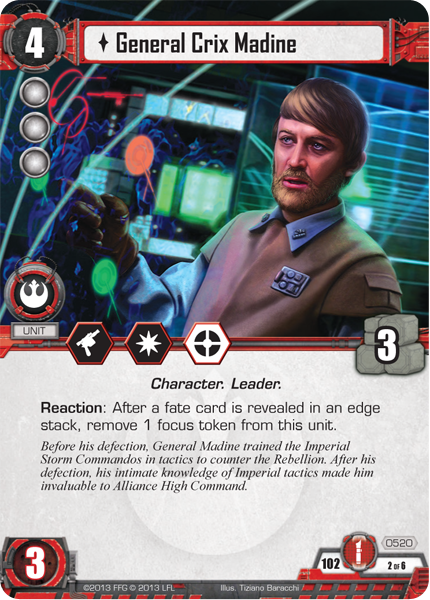 4
General Crix Madine
UNIT
3
Character. Leader.
Reaction: After a fate card is revealed in an edge
stack, remove 1 focus token from this unit.
Before his defection, General Madine trained the Imperial
Storm Commandos in tactics to counter the Rebellion. After his
defection, his intimate knowledge of Imperial tactics made him
invaluable to Alliance High Command.
3
102
0520
2 OF 6
©2013 FFG © 2013 LFL
Illus. Tiziano Baracchi